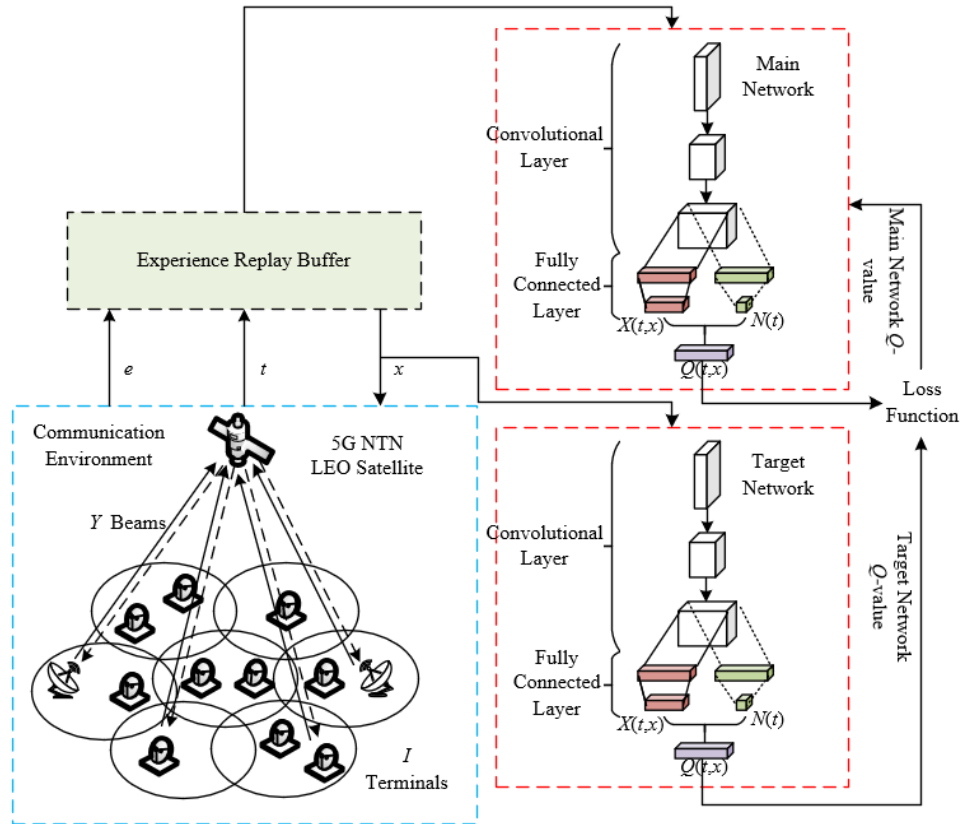 Main
Network
Convolutional
Layer
Fully
Connected
Layer
X(t,x)
N(t)
Q(t,x)
Experience Replay Buffer
e
t
x
Main Network Q-
value
Loss
Function
Communication
Environment
5G NTN
LEO Satellite
Y Beams
I
Terminals
Target
Network
Convolutional
Layer
Fully
Connected
Layer
X(t,x)
N(t)
Q(t,x)
Target Network
Q-value